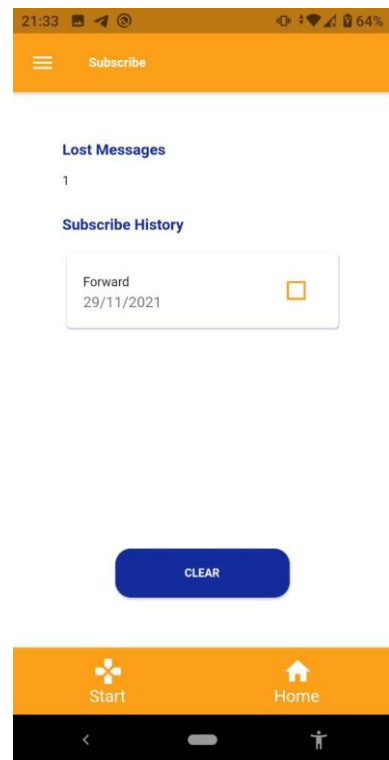 21:33 64%
Subscribe
Lost Messages
1
Subscribe History
Forward
29/11/2021
CLEAR
Start Home